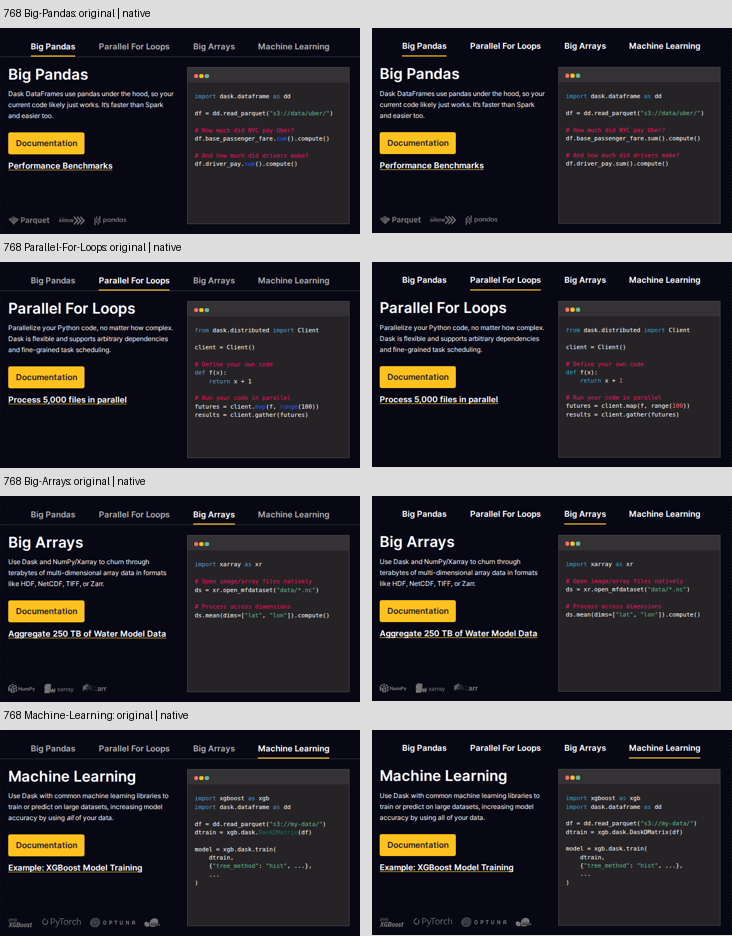 768 Big-Pandas: original | native
Big Pandas Parallel For Loops Big Arrays Machine Learning
Big Pandas
Dask DataFrames use pandas under the hood, so your
current code likely just works. It's faster than Spark
and easier too.
Documentation
Performance Benchmarks
Parquet ARROW pandas
import dask.dataframe as dd
df = dd.read_parquet("s3://data/uber/")
# How much did NYC pay Uber?
df.base_passenger_fare.sum().compute()
# And how much did drivers make?
df.driver_pay.sum().compute()
Big Pandas Parallel For Loops Big Arrays Machine Learning
Big Pandas
Dask DataFrames use pandas under the hood, so your
current code likely just works. It's faster than Spark
and easier too.
Documentation
Performance Benchmarks
Parquet ARROW pandas
import dask.dataframe as dd
df = dd.read_parquet("s3://data/uber/")
# How much did NYC pay Uber?
df.base_passenger_fare.sum().compute()
# And how much did drivers make?
df.driver_pay.sum().compute()
768 Parallel-For-Loops: original | native
Big Pandas Parallel For Loops Big Arrays Machine Learning
Parallel For Loops
Parallelize your Python code, no matter how complex.
Dask is flexible and supports arbitrary dependencies
and fine-grained task scheduling.
Documentation
Process 5,000 files in parallel
from dask.distributed import Client
client = Client()
# Define your own code
def f(x):
return x + 1
# Run your code in parallel
futures = client.map(f, range(100))
results = client.gather(futures)
Big Pandas Parallel For Loops Big Arrays Machine Learning
Parallel For Loops
Parallelize your Python code, no matter how complex.
Dask is flexible and supports arbitrary dependencies
and fine-grained task scheduling.
Documentation
Process 5,000 files in parallel
from dask.distributed import Client
client = Client()
# Define your own code
def f(x):
return x + 1
# Run your code in parallel
futures = client.map(f, range(100))
results = client.gather(futures)
768 Big-Arrays: original | native
Big Pandas Parallel For Loops Big Arrays Machine Learning
Big Arrays
Use Dask and NumPy/Xarray to churn through
terabytes of multi-dimensional array data in formats
like HDF, NetCDF, TIFF, or Zarr.
Documentation
Aggregate 250 TB of Water Model Data
NumPy xarray Zarr
import xarray as xr
# Open image/array files natively
ds = xr.open_mfdataset("data/*.nc")
# Process across dimensions
ds.mean(dims=["lat", "lon"]).compute()
Big Pandas Parallel For Loops Big Arrays Machine Learning
Big Arrays
Use Dask and NumPy/Xarray to churn through
terabytes of multi-dimensional array data in formats
like HDF, NetCDF, TIFF, or Zarr.
Documentation
Aggregate 250 TB of Water Model Data
NumPy xarray Zarr
import xarray as xr
# Open image/array files natively
ds = xr.open_mfdataset("data/*.nc")
# Process across dimensions
ds.mean(dims=["lat", "lon"]).compute()
768 Machine-Learning: original | native
Big Pandas Parallel For Loops Big Arrays Machine Learning
Machine Learning
Use Dask with common machine learning libraries to
train or predict on large datasets, increasing model
accuracy by using all of your data.
Documentation
Example: XGBoost Model Training
XGBoost PyTorch OPTUNA
import xgboost as xgb
import dask.dataframe as dd
df = dd.read_parquet("s3://my-data/")
dtrain = xgb.dask.DaskDMatrix(df)
model = xgb.dask.train(
dtrain,
{"tree_method": "hist", ...},
...
)
Big Pandas Parallel For Loops Big Arrays Machine Learning
Machine Learning
Use Dask with common machine learning libraries to
train or predict on large datasets, increasing model
accuracy by using all of your data.
Documentation
Example: XGBoost Model Training
XGBoost PyTorch OPTUNA
import xgboost as xgb
import dask.dataframe as dd
df = dd.read_parquet("s3://my-data/")
dtrain = xgb.dask.DaskDMatrix(df)
model = xgb.dask.train(
dtrain,
{"tree_method": "hist", ...},
...
)